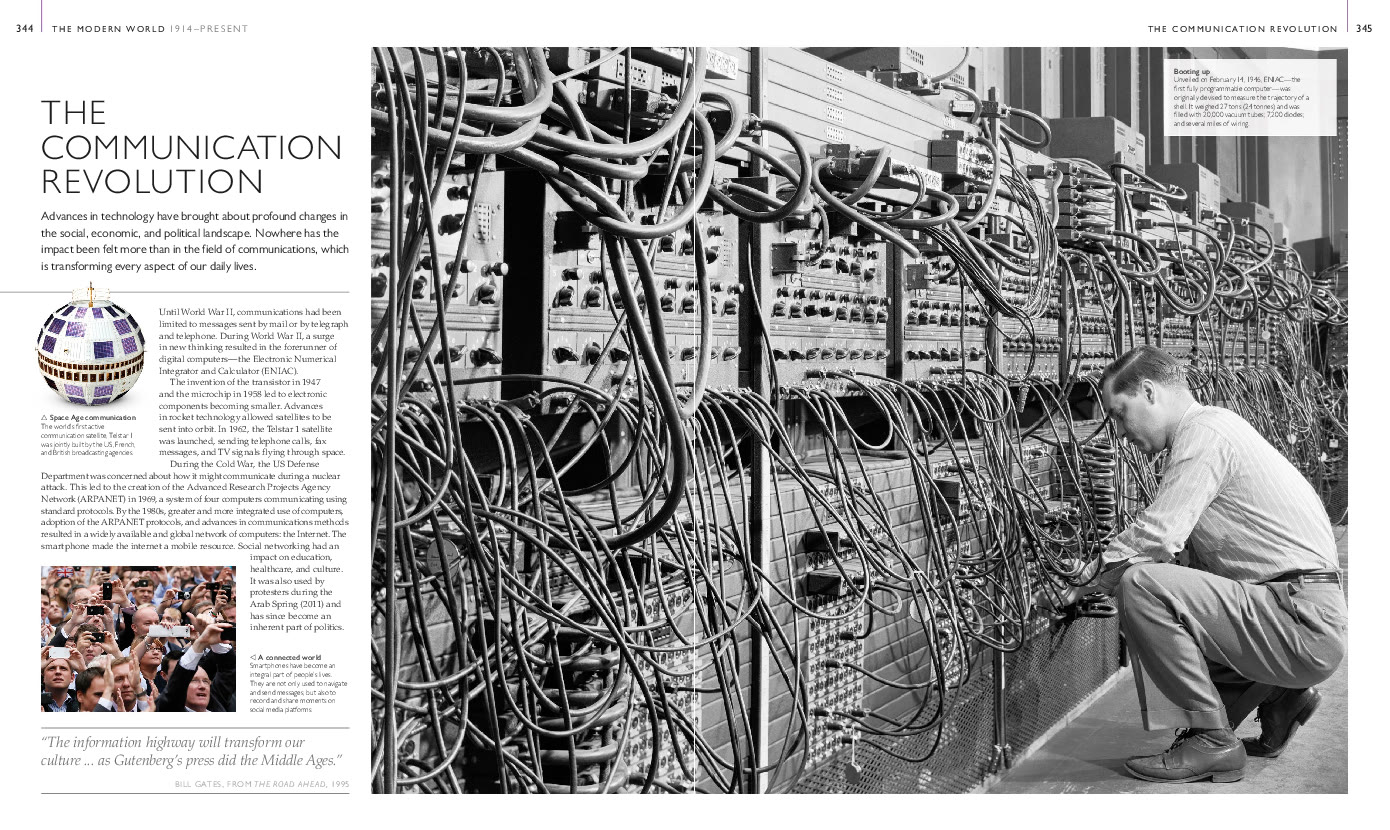 344 THE MODERN WORLD 1914–PRESENT
THE COMMUNICATION REVOLUTION 345
THE
COMMUNICATION
REVOLUTION
Advances in technology have brought about profound changes in
the social, economic, and political landscape. Nowhere has the
impact been felt more than in the field of communications, which
is transforming every aspect of our daily lives.
Until World War II, communications had been
limited to messages sent by mail or by telegraph
and telephone. During World War II, a surge
in new thinking resulted in the forerunner of
digital computers—the Electronic Numerical
Integrator and Calculator (ENIAC).
The invention of the transistor in 1947
and the microchip in 1958 led to electronic
components becoming smaller. Advances
in rocket technology allowed satellites to be
sent into orbit. In 1962, the Telstar 1 satellite
was launched, sending telephone calls, fax
messages, and TV signals flying through space.
During the Cold War, the US Defense
Department was concerned about how it might communicate during a nuclear
attack. This led to the creation of the Advanced Research Projects Agency
Network (ARPANET) in 1969, a system of four computers communicating using
standard protocols. By the 1980s, greater and more integrated use of computers,
adoption of the ARPANET protocols, and advances in communications methods
resulted in a widely available and global network of computers: the Internet. The
smartphone made the internet a mobile resource. Social networking had an
impact on education,
healthcare, and culture.
It was also used by
protesters during the
Arab Spring (2011) and
has since become an
inherent part of politics.
△ Space Age communication
The world's first active
communication satellite, Telstar 1
was jointly built by the US, French,
and British broadcasting agencies.
◁ A connected world
Smartphones have become an
integral part of people's lives.
They are not only used to navigate
and send messages, but also to
record and share moments on
social media platforms.
“The information highway will transform our
culture ... as Gutenberg’s press did the Middle Ages.”
BILL GATES, FROM THE ROAD AHEAD, 1995
Booting up
Unveiled on February 14, 1946, ENIAC—the
first fully programmable computer—was
originally devised to measure the trajectory of a
shell. It weighed 27 tons (24 tonnes) and was
filled with 20,000 vacuum tubes; 7,200 diodes;
and several miles of wiring.